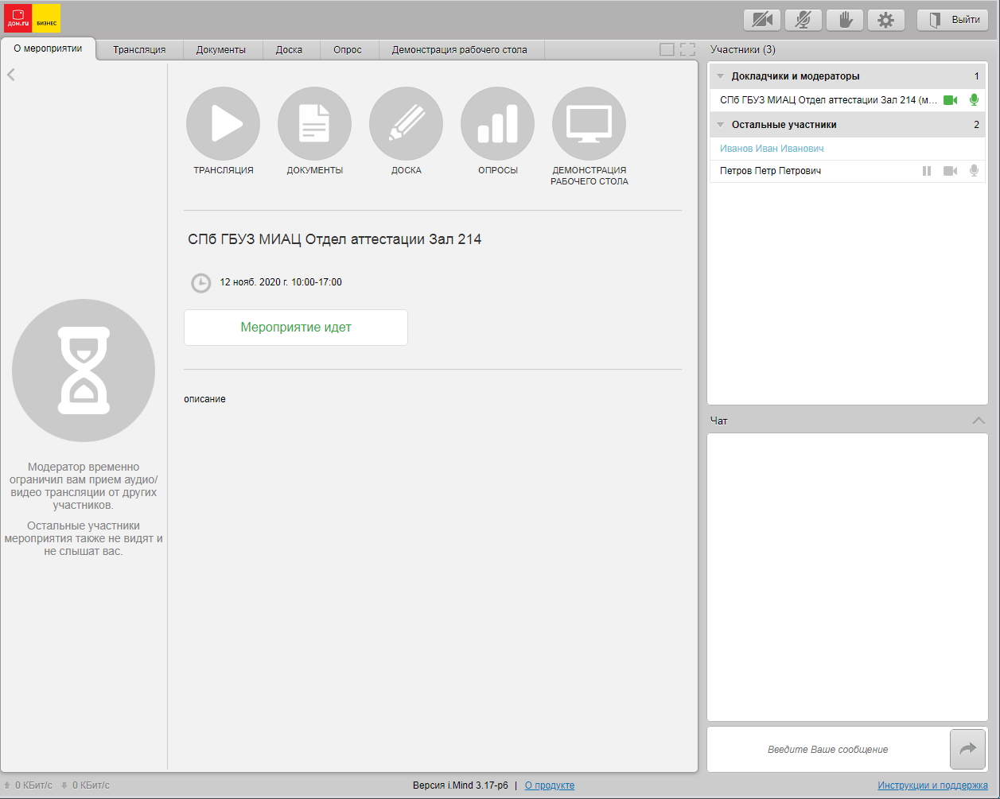 ДОМ.ru БИЗНЕС
Выйти
О мероприятии
Трансляция
Документы
Доска
Опрос
Демонстрация рабочего стола
ТРАНСЛЯЦИЯ
ДОКУМЕНТЫ
ДОСКА
ОПРОСЫ
ДЕМОНСТРАЦИЯ
РАБОЧЕГО СТОЛА
СПб ГБУЗ МИАЦ Отдел аттестации Зал 214
12 нояб. 2020 г. 10:00-17:00
Мероприятие идет
описание
Модератор временно
ограничил вам прием аудио/
видео трансляции от других
участников.
Остальные участники
мероприятия также не видят и
не слышат вас.
Участники (3)
Докладчики и модераторы 1
СПб ГБУЗ МИАЦ Отдел аттестации Зал 214 (м...
Остальные участники 2
Иванов Иван Иванович
Петров Петр Петрович
Чат
Введите Ваше сообщение
0 КБит/с 0 КБит/с
Версия i.Mind 3.17-p6 | О продукте
Инструкции и поддержка